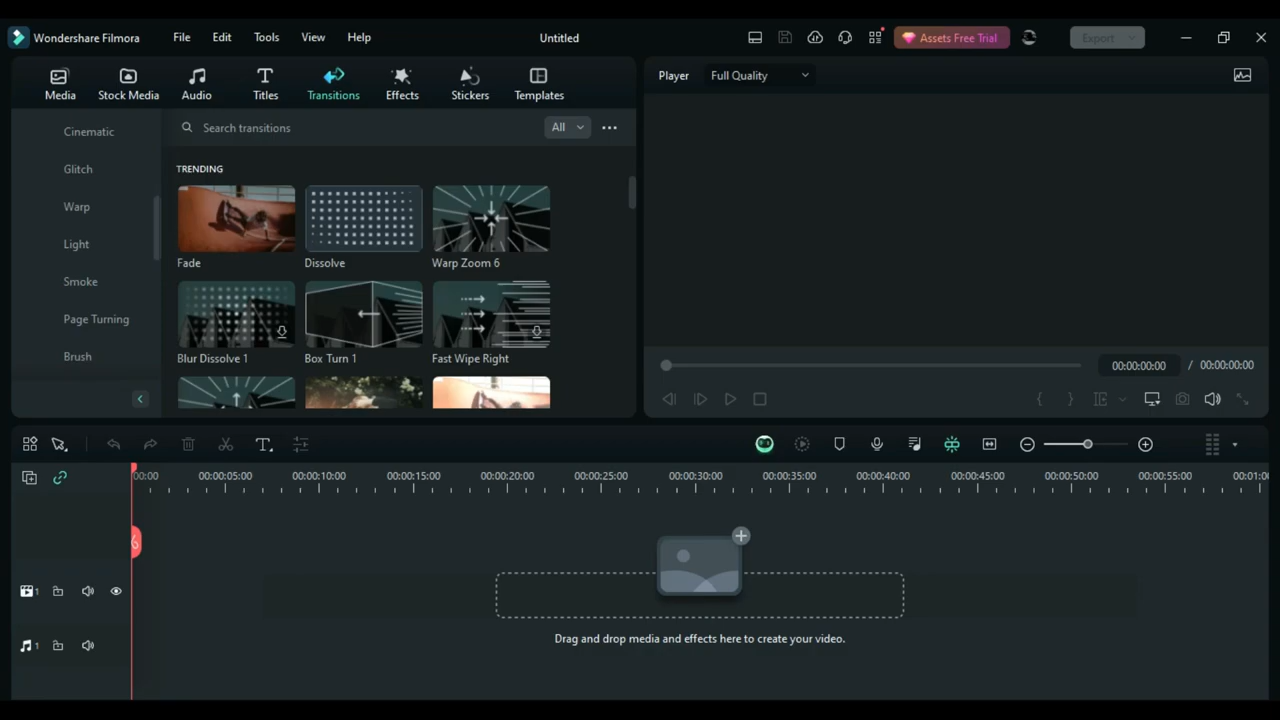 Wondershare Filmora File Edit Tools View Help Untitled Assets Free Trial Export
Media Stock Media Audio Titles Transitions Effects Stickers Templates
Player Full Quality
Cinematic
Glitch
Warp
Light
Smoke
Page Turning
Brush
Search transitions All
TRENDING
Fade Dissolve Warp Zoom 6
Blur Dissolve 1 Box Turn 1 Fast Wipe Right
00:00:00:00 / 00:00:00:00
00:00 00:00:05:00 00:00:10:00 00:00:15:00 00:00:20:00 00:00:25:00 00:00:30:00 00:00:35:00 00:00:40:00 00:00:45:00 00:00:50:00 00:00:55:00 00:01:0
1
Drag and drop media and effects here to create your video.
1